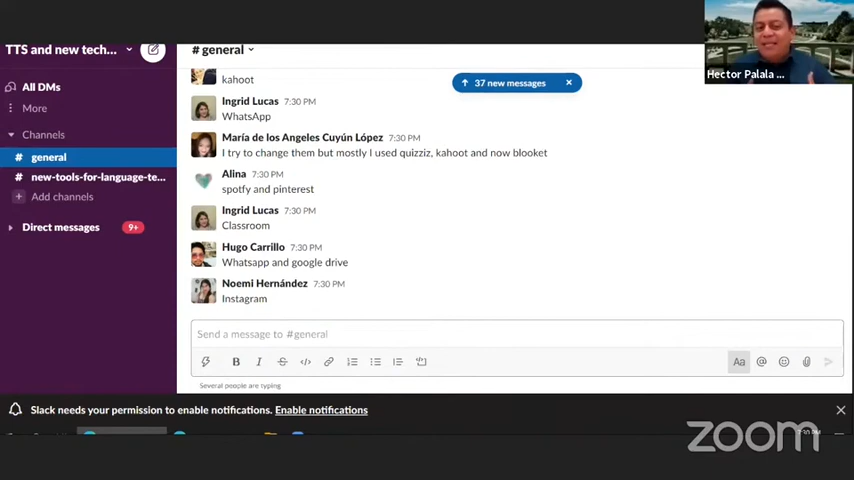 TTS and new tech...
# general
Hector Palala
All DMs
More
Channels
# general
# new-tools-for-language-te...
+ Add channels
Direct messages 9+
37 new messages
kahoot
Ingrid Lucas 7:30 PM
WhatsApp
María de los Angeles Cuyún López 7:30 PM
I try to change them but mostly I used quizziz, kahoot and now blooket
Alina 7:30 PM
spotfy and pinterest
Ingrid Lucas 7:30 PM
Classroom
Hugo Carrillo 7:30 PM
Whatsapp and google drive
Noemi Hernández 7:30 PM
Instagram
Send a message to #general
B I S
Aa @
Several people are typing
Slack needs your permission to enable notifications. Enable notifications
zoom